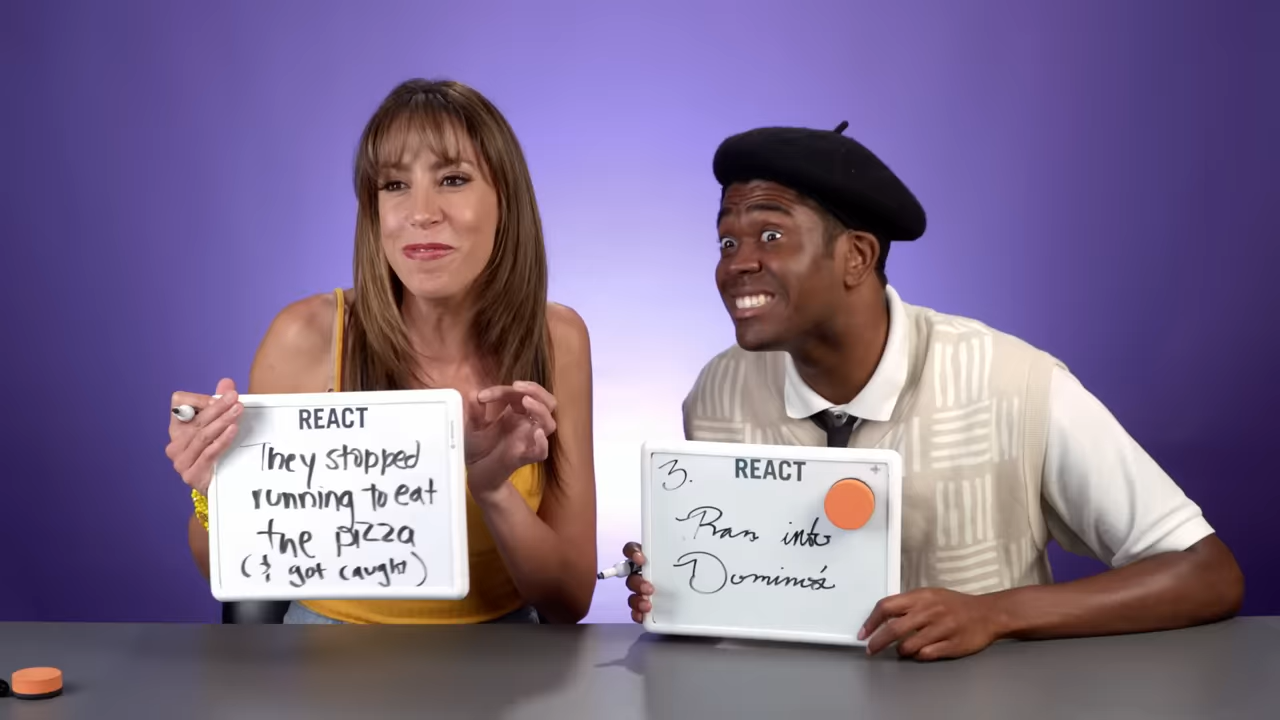 REACT
They stopped
running to eat
the pizza
(& got caught)
REACT
3.
Ran into
Domino's